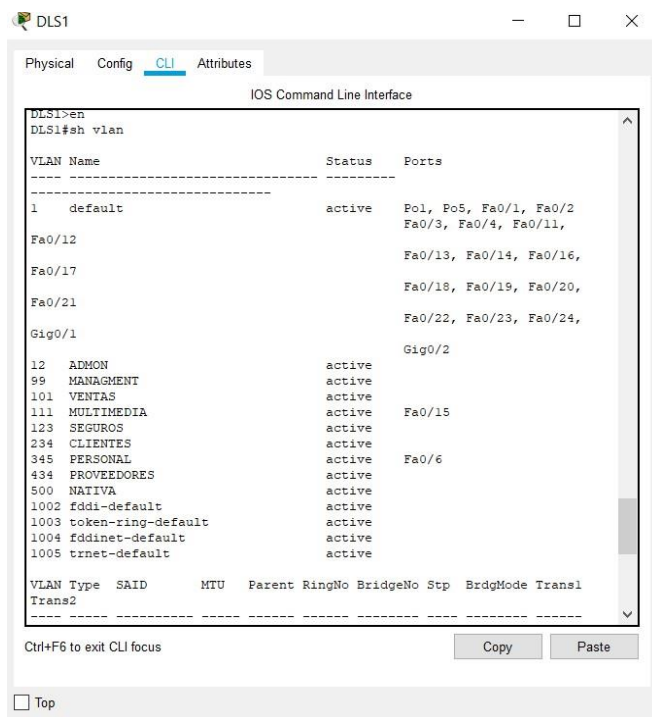 DLS1
Physical Config CLI Attributes
IOS Command Line Interface
DLS1>en
DLS1#sh vlan
VLAN Name                             Status    Ports
---- -------------------------------- ---------
-------------------------------
1    default                          active    Po1, Po5, Fa0/1, Fa0/2
                                                Fa0/3, Fa0/4, Fa0/11,
Fa0/12
                                                Fa0/13, Fa0/14, Fa0/16,
Fa0/17
                                                Fa0/18, Fa0/19, Fa0/20,
Fa0/21
                                                Fa0/22, Fa0/23, Fa0/24,
Gig0/1
                                                Gig0/2
12   ADMON                            active
99   MANAGMENT                        active
101  VENTAS                           active
111  MULTIMEDIA                       active    Fa0/15
123  SEGUROS                          active
234  CLIENTES                         active
345  PERSONAL                         active    Fa0/6
434  PROVEEDORES                      active
500  NATIVA                           active
1002 fddi-default                     active
1003 token-ring-default               active
1004 fddinet-default                  active
1005 trnet-default                    active
VLAN Type  SAID       MTU   Parent RingNo BridgeNo Stp  BrdgMode Trans1
Trans2
---- ----- ---------- ----- ------ ------ -------- ---- -------- ------
Ctrl+F6 to exit CLI focus
Copy Paste
Top